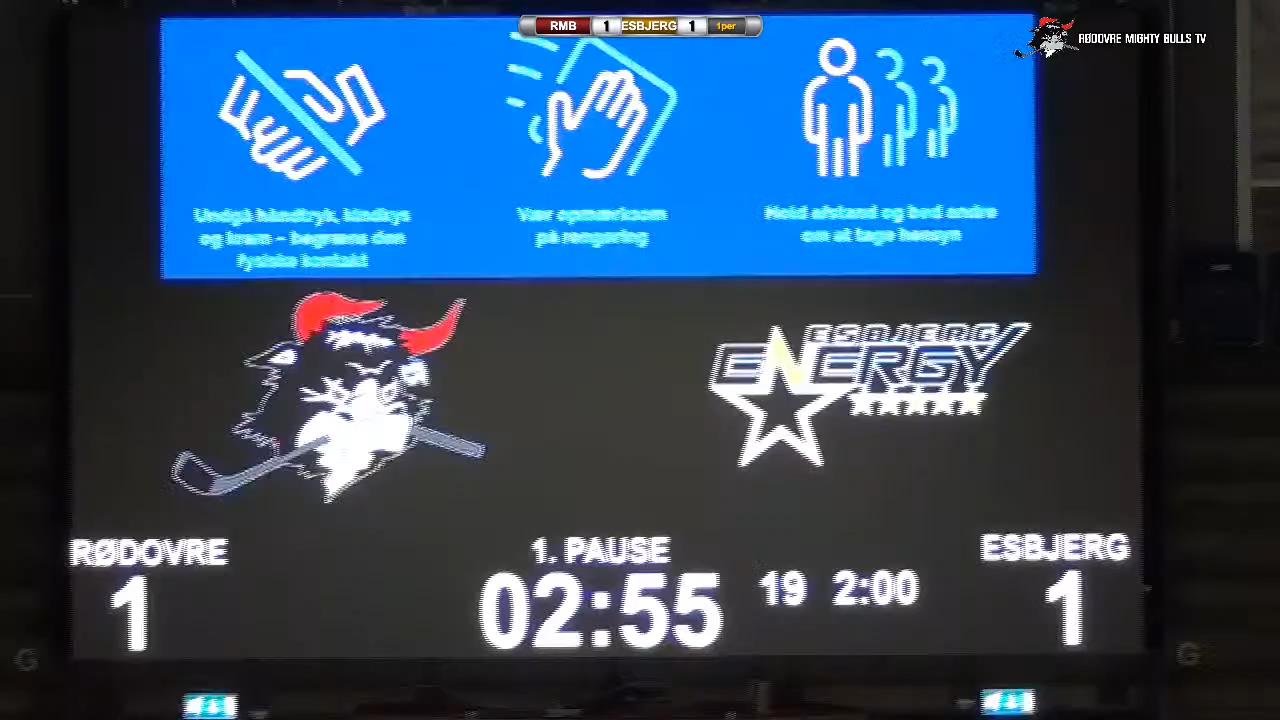 RMB 1 ESBJERG 1 1per
RØDOVRE MIGHTY BULLS TV
Undgå håndtryk, kindkys
og kram – begræns den
fysiske kontakt
Vær opmærksom
på rengøring
Hold afstand og bed andre
om at tage hensyn
ESBJERG
ENERGY
RØDOVRE
1
1. PAUSE
02:55
19 2:00
ESBJERG
1
G
G